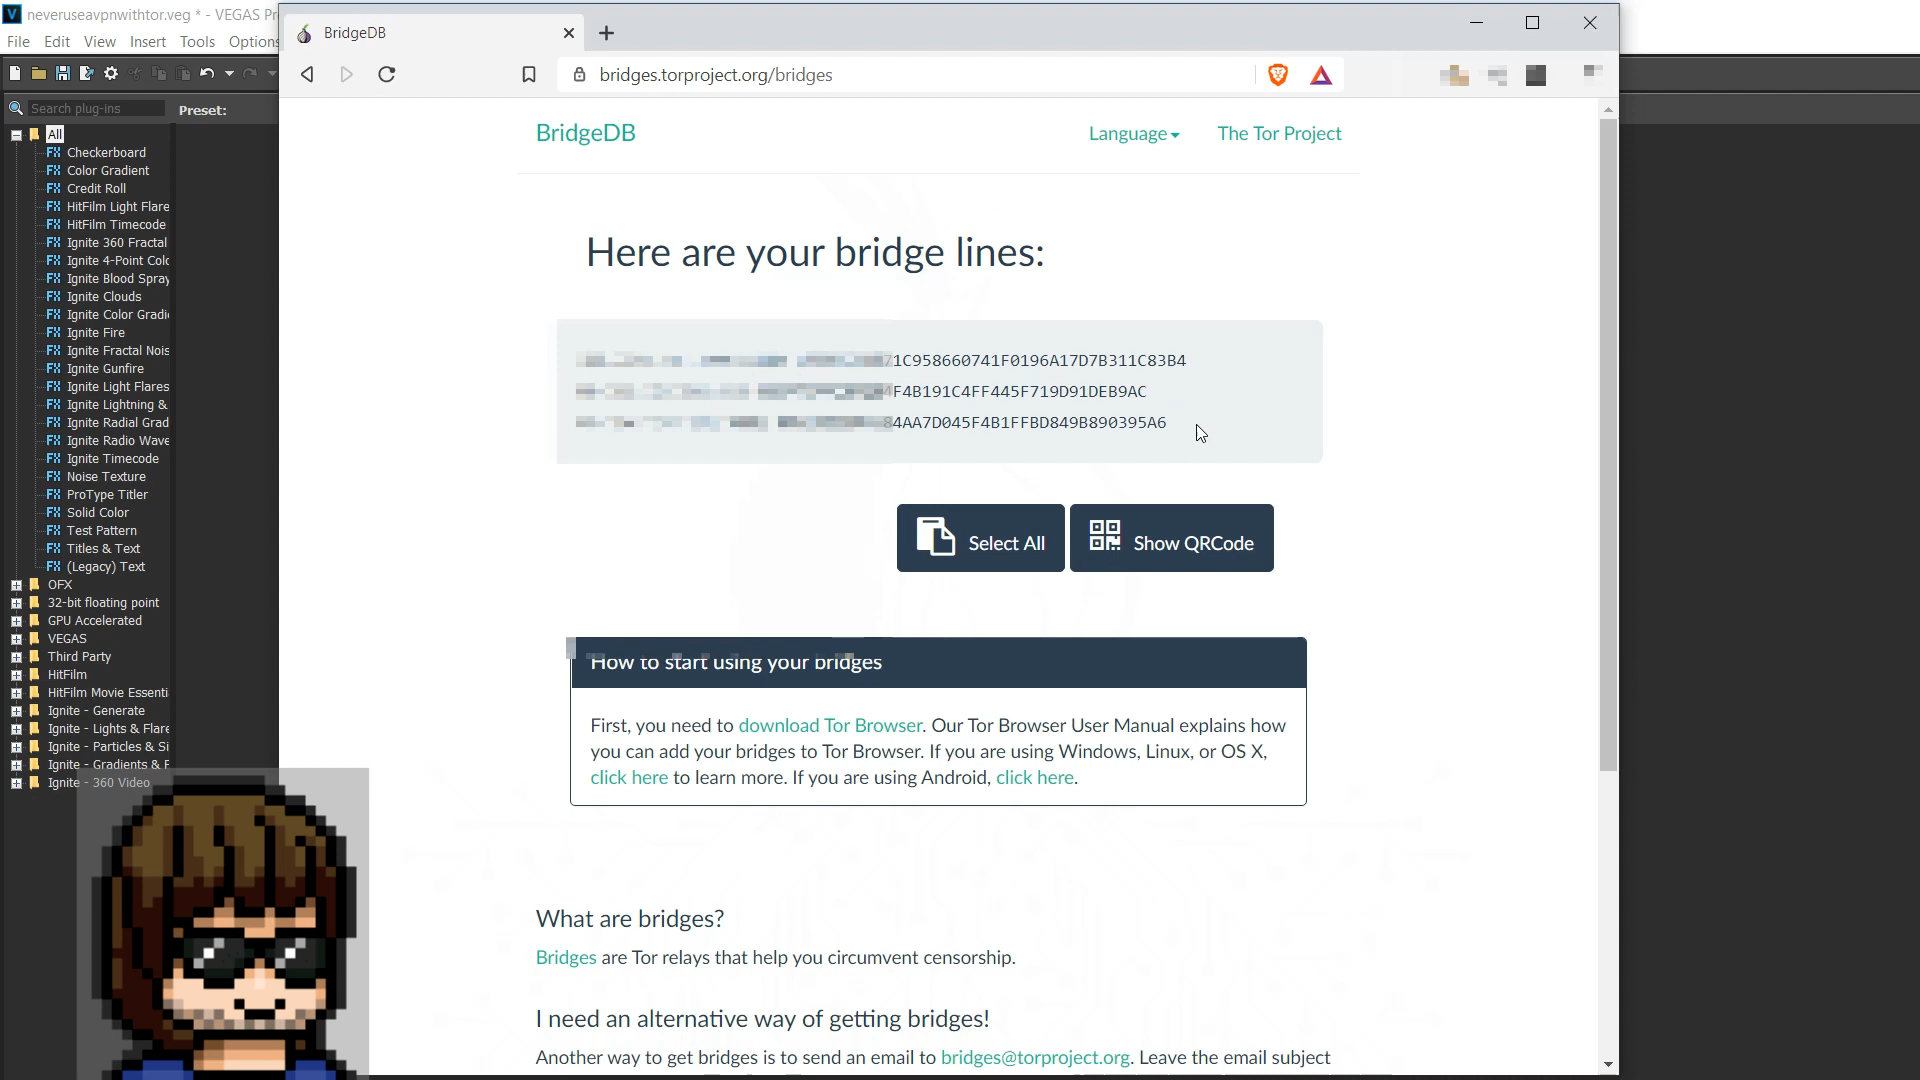 neveruseavpnwithtor.veg * - VEGAS P
File Edit View Insert Tools Options
Search plug-ins
Preset:
All
Checkerboard
Color Gradient
Credit Roll
HitFilm Light Flare
HitFilm Timecode
Ignite 360 Fractal
Ignite 4-Point Colo
Ignite Blood Spray
Ignite Clouds
Ignite Color Gradi
Ignite Fire
Ignite Fractal Nois
Ignite Gunfire
Ignite Light Flares
Ignite Lightning &
Ignite Radial Grad
Ignite Radio Wave
Ignite Timecode
Noise Texture
ProType Titler
Solid Color
Test Pattern
Titles & Text
(Legacy) Text
OFX
32-bit floating point
GPU Accelerated
VEGAS
Third Party
HitFilm
HitFilm Movie Essenti
Ignite - Generate
Ignite - Lights & Flare
Ignite - Particles & Si
Ignite - Gradients & F
Ignite - 360 Video
BridgeDB
bridges.torproject.org/bridges
BridgeDB
Language
The Tor Project
Here are your bridge lines:
71C958660741F0196A17D7B311C83B4
F4B191C4FF445F719D91DEB9AC
84AA7D045F4B1FFBD849B890395A6
Select All
Show QRCode
How to start using your bridges
First, you need to download Tor Browser. Our Tor Browser User Manual explains how
you can add your bridges to Tor Browser. If you are using Windows, Linux, or OS X,
click here to learn more. If you are using Android, click here.
What are bridges?
Bridges are Tor relays that help you circumvent censorship.
I need an alternative way of getting bridges!
Another way to get bridges is to send an email to bridges@torproject.org. Leave the email subject